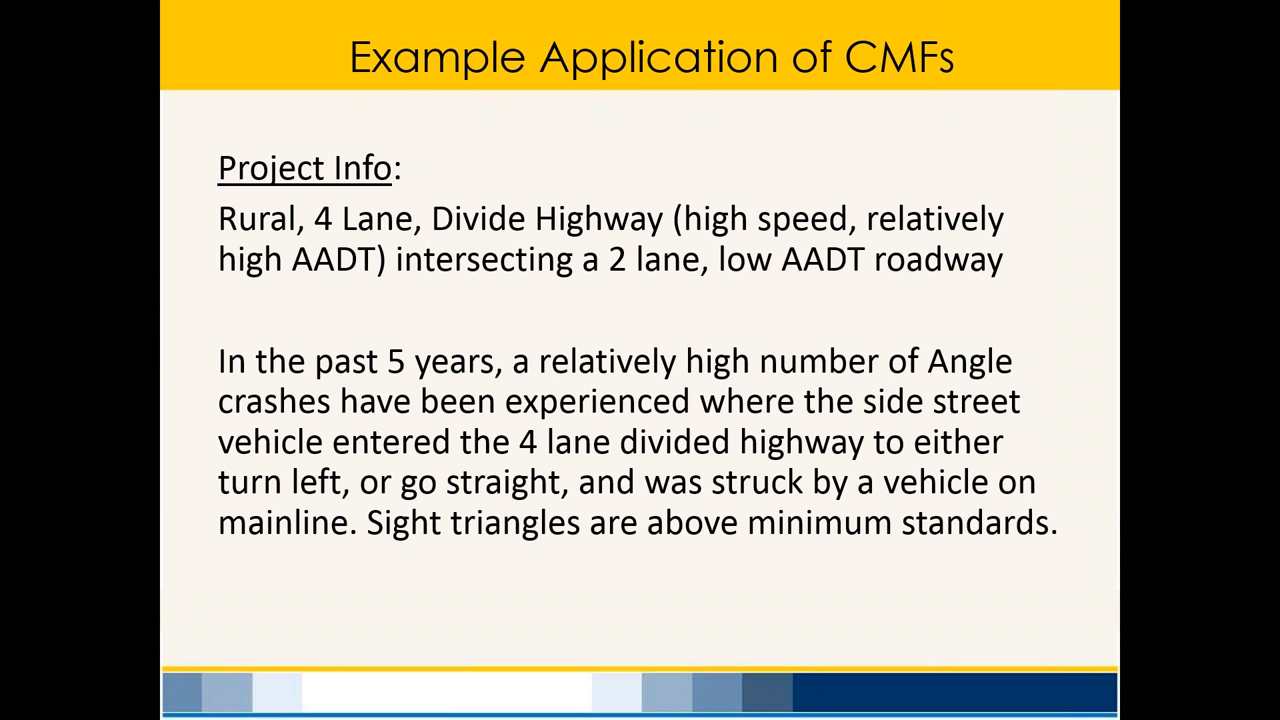 Example Application of CMFs
Project Info:
Rural, 4 Lane, Divide Highway (high speed, relatively
high AADT) intersecting a 2 lane, low AADT roadway
In the past 5 years, a relatively high number of Angle
crashes have been experienced where the side street
vehicle entered the 4 lane divided highway to either
turn left, or go straight, and was struck by a vehicle on
mainline. Sight triangles are above minimum standards.